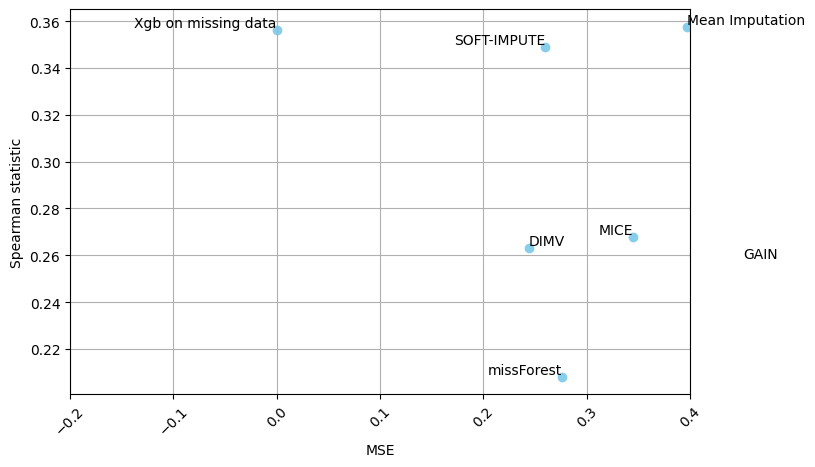 0.36
0.34
0.32
0.30
0.28
0.26
0.24
0.22
Spearman statistic
Xgb on missing data
SOFT-IMPUTE
Mean Imputation
MICE
DIMV
GAIN
missForest
−0.2
−0.1
0.0
0.1
0.2
0.3
0.4
MSE